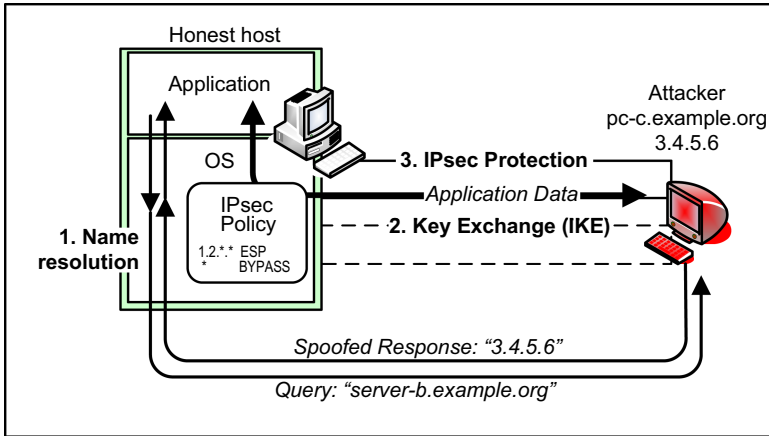 Honest host
Application
Attacker
pc-c.example.org
3.4.5.6
OS
3. IPsec Protection
Application Data
IPsec
Policy
1.2.*.* ESP
* BYPASS
2. Key Exchange (IKE)
1. Name
resolution
Spoofed Response: “3.4.5.6”
Query: “server-b.example.org”